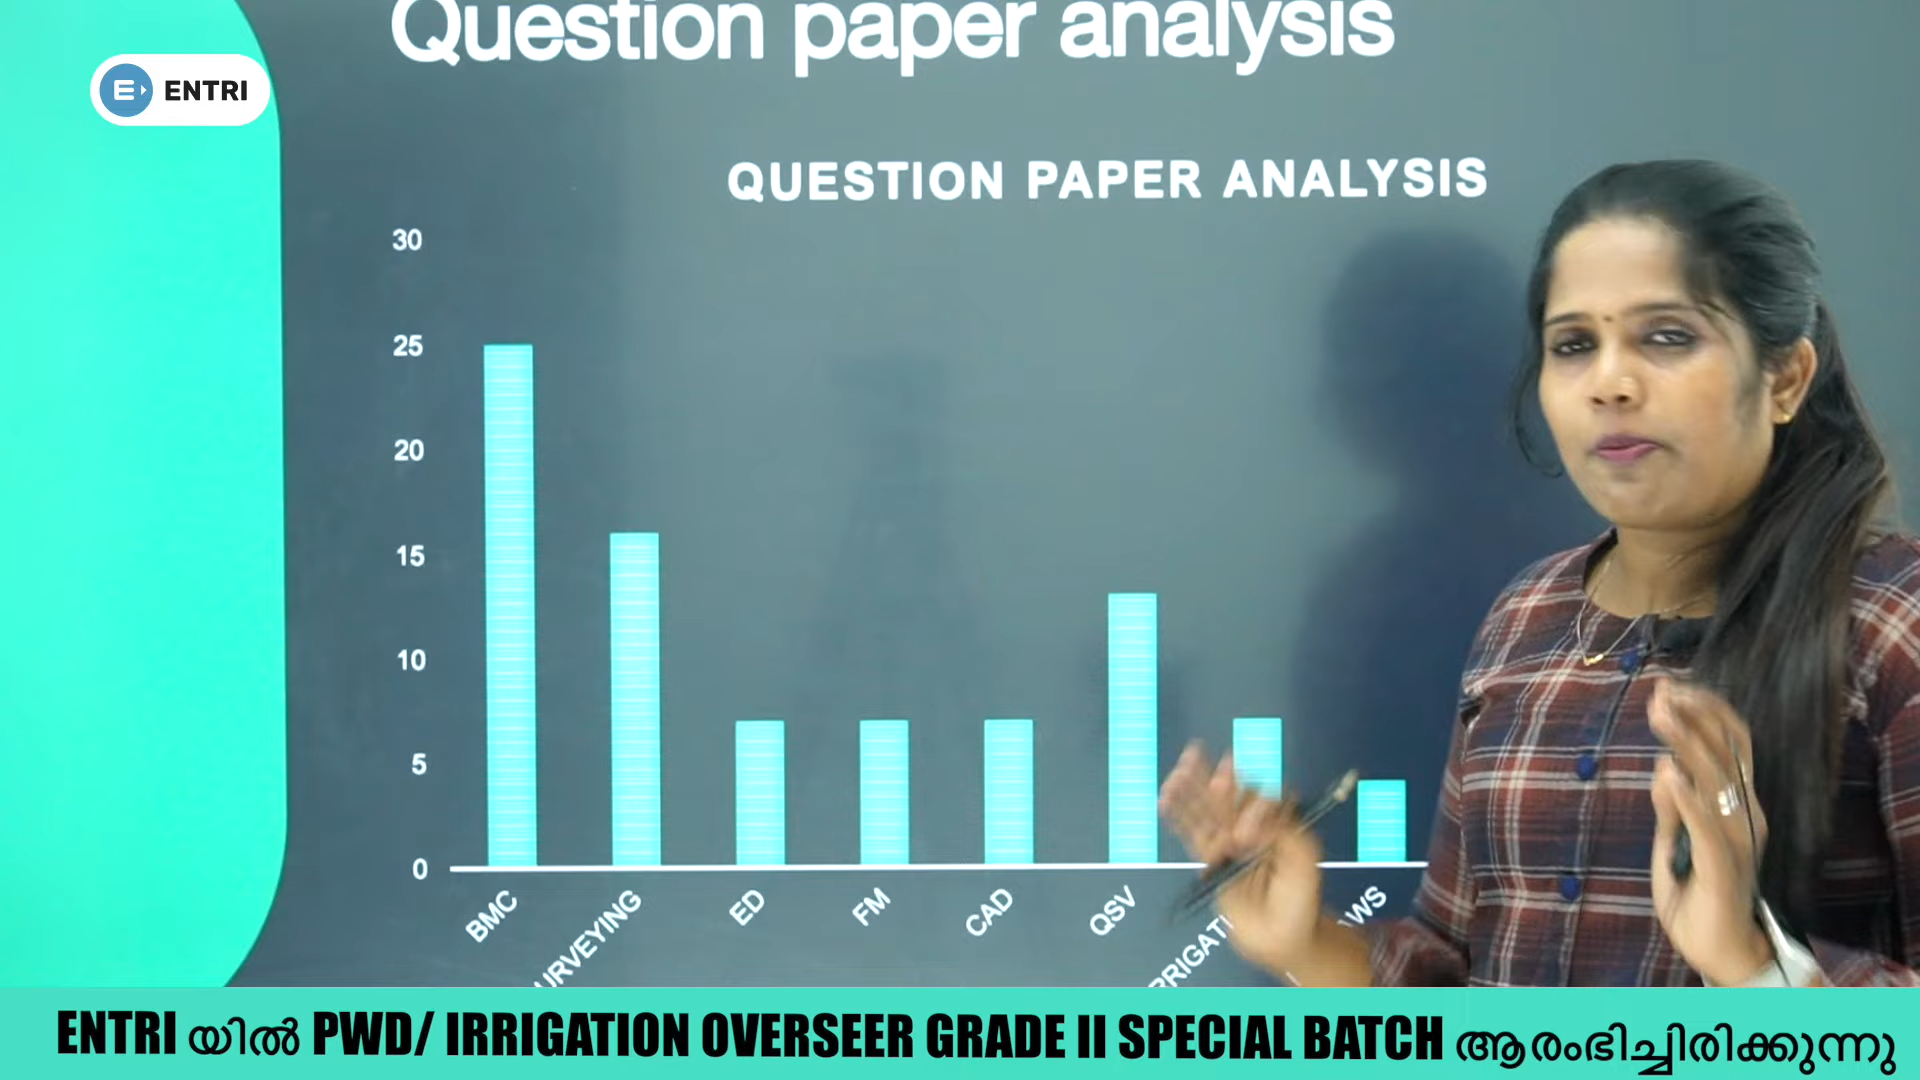 Question paper analysis
ENTRI
QUESTION PAPER ANALYSIS
30
25
20
15
10
5
0
BMC
URVEYING
ED
FM
CAD
QSV
RRIGATI
WS
ENTRI യിൽ PWD/ IRRIGATION OVERSEER GRADE II SPECIAL BATCH ആരംഭിച്ചിരിക്കുന്നു